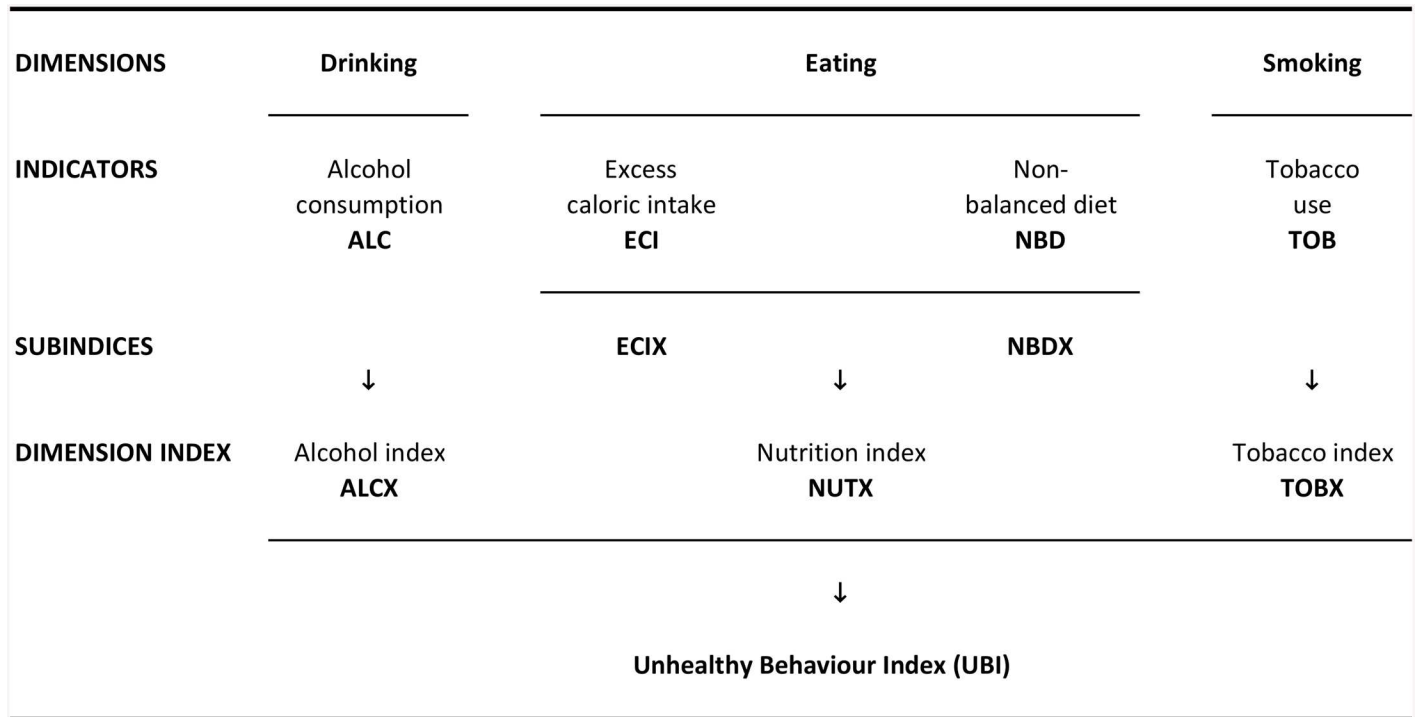 DIMENSIONS Drinking Eating Smoking
INDICATORS Alcohol Excess Non- Tobacco
consumption caloric intake balanced diet use
ALC ECI NBD TOB
SUBINDICES ECIX NBDX
↓ ↓ ↓
DIMENSION INDEX Alcohol index Nutrition index Tobacco index
ALCX NUTX TOBX
↓
Unhealthy Behaviour Index (UBI)